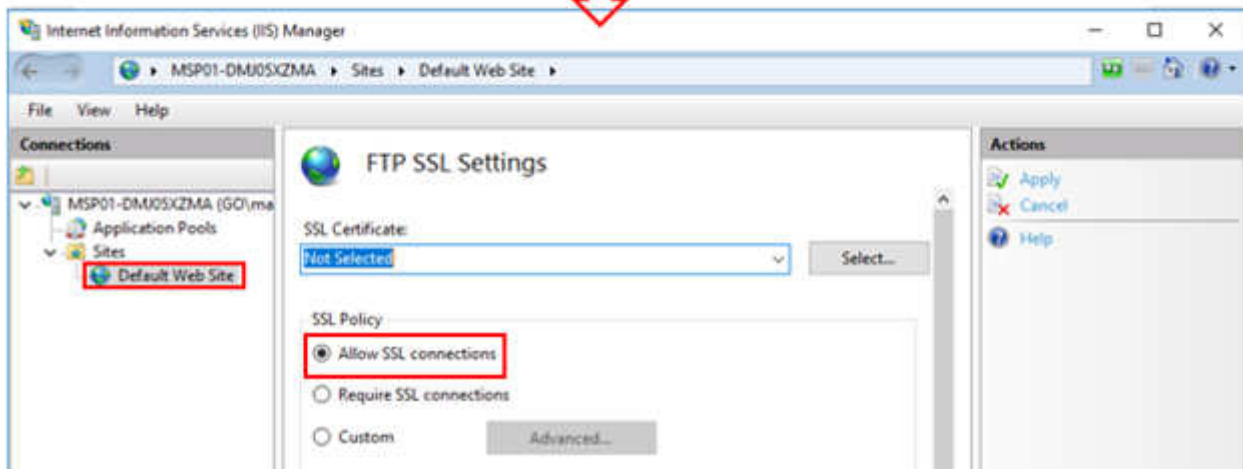 Internet Information Services (IIS) Manager
MSP01-DMJ05XZMA ▸ Sites ▸ Default Web Site ▸
File View Help
Connections
MSP01-DMJ05XZMA (GO\ma
Application Pools
Sites
Default Web Site
FTP SSL Settings
SSL Certificate:
Not Selected
Select...
SSL Policy
Allow SSL connections
Require SSL connections
Custom
Advanced...
Actions
Apply
Cancel
Help